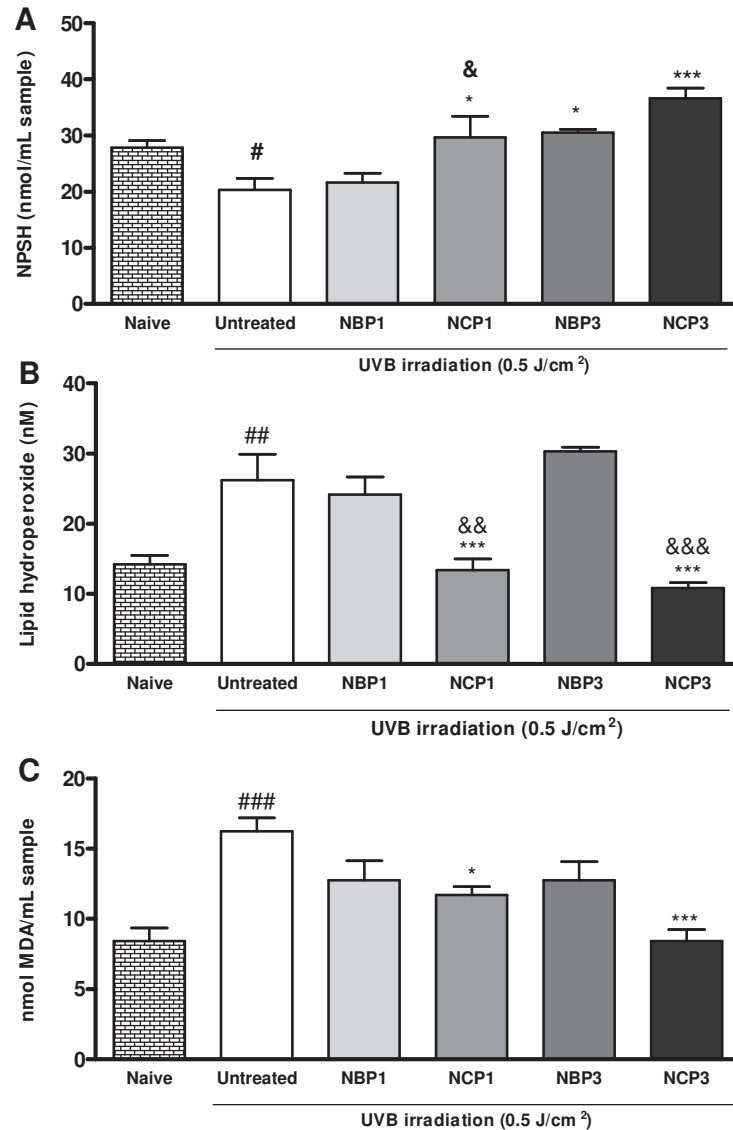 A
NPSH (nmol/mL sample)
50
40
30
20
10
0
#
&
*
*
***
Naive Untreated NBP1 NCP1 NBP3 NCP3
UVB irradiation (0.5 J/cm²)
B
Lipid hydroperoxide (nM)
40
30
20
10
0
##
&&
***
&&&
***
Naive Untreated NBP1 NCP1 NBP3 NCP3
UVB irradiation (0.5 J/cm²)
C
nmol MDA/mL sample
20
15
10
5
0
###
*
***
Naive Untreated NBP1 NCP1 NBP3 NCP3
UVB irradiation (0.5 J/cm²)